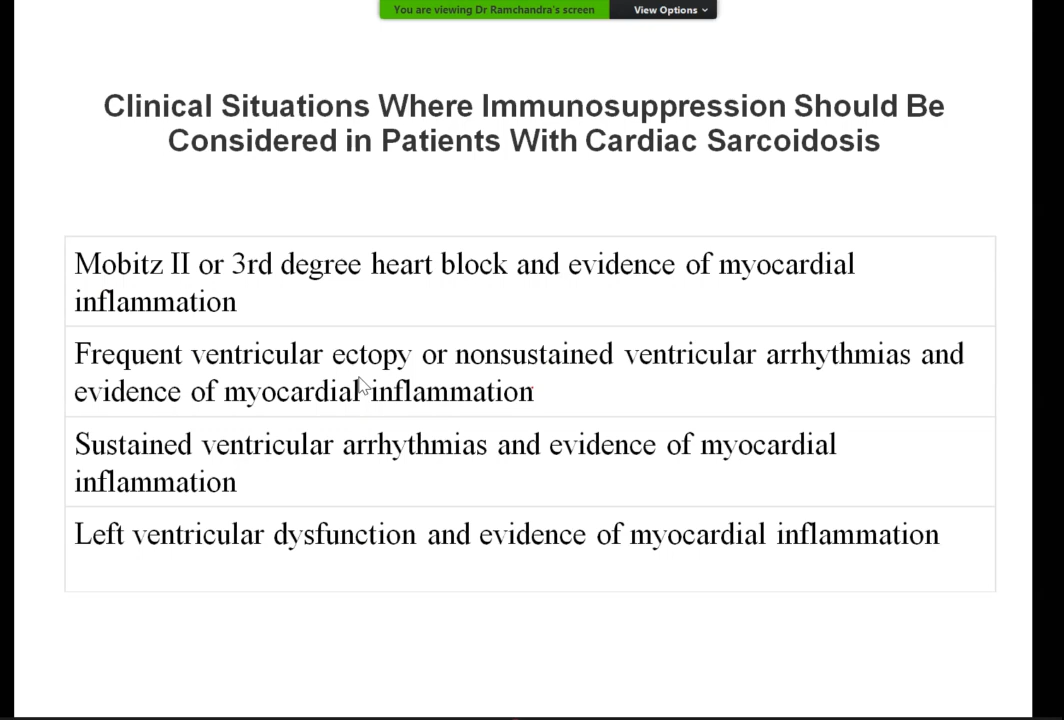 You are viewing Dr Ramchandra's screen
View Options
Clinical Situations Where Immunosuppression Should Be
Considered in Patients With Cardiac Sarcoidosis
Mobitz II or 3rd degree heart block and evidence of myocardial
inflammation
Frequent ventricular ectopy or nonsustained ventricular arrhythmias and
evidence of myocardial inflammation
Sustained ventricular arrhythmias and evidence of myocardial
inflammation
Left ventricular dysfunction and evidence of myocardial inflammation